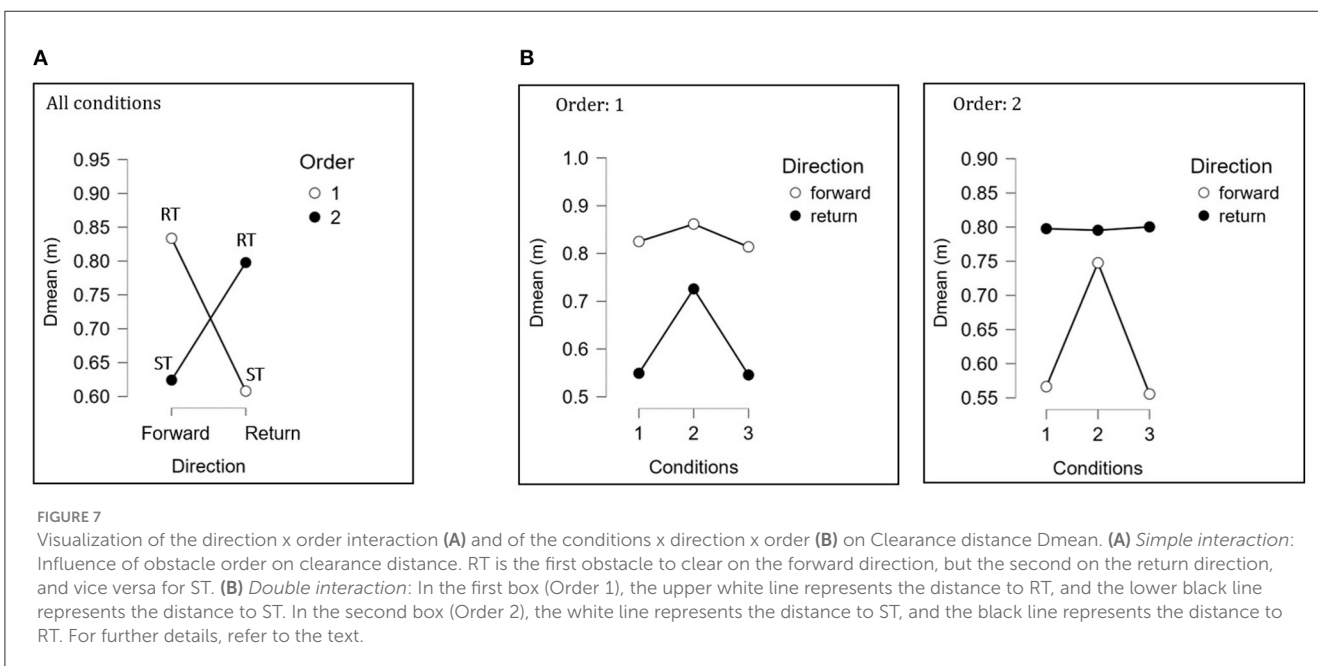 A
B
All conditions
0.95
0.90
0.85
0.80
0.75
0.70
0.65
0.60
Dmean (m)
Order
1
2
RT
RT
ST
ST
Forward Return
Direction
Order: 1
1.0
0.9
0.8
0.7
0.6
0.5
Dmean (m)
Direction
forward
return
1 2 3
Conditions
Order: 2
0.90
0.85
0.80
0.75
0.70
0.65
0.60
0.55
Dmean (m)
Direction
forward
return
1 2 3
Conditions
FIGURE 7
Visualization of the direction x order interaction (A) and of the conditions x direction x order (B) on Clearance distance Dmean. (A) Simple interaction:
Influence of obstacle order on clearance distance. RT is the first obstacle to clear on the forward direction, but the second on the return direction,
and vice versa for ST. (B) Double interaction: In the first box (Order 1), the upper white line represents the distance to RT, and the lower black line
represents the distance to ST. In the second box (Order 2), the white line represents the distance to ST, and the black line represents the distance to
RT. For further details, refer to the text.